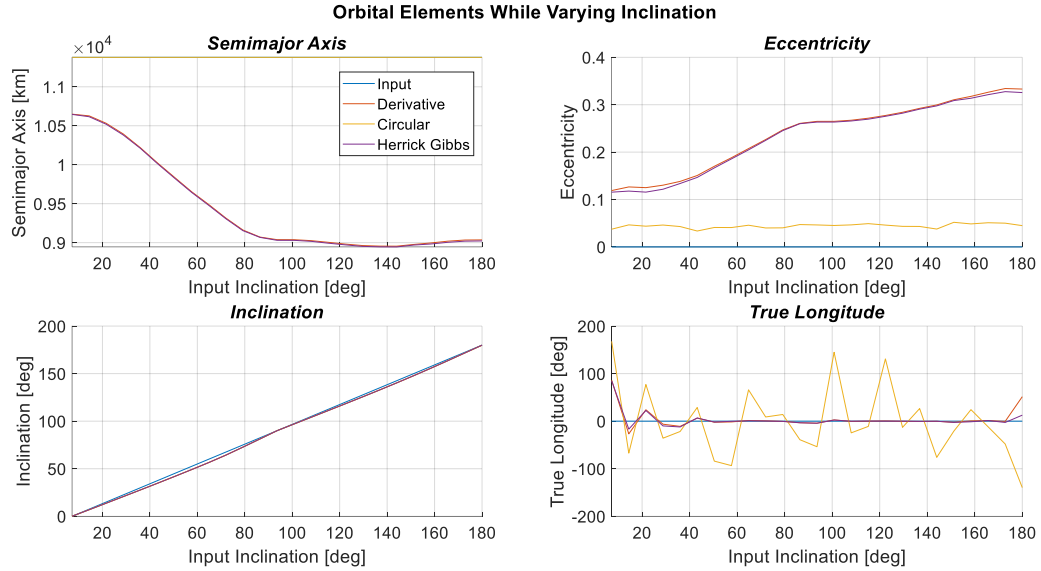 Orbital Elements While Varying Inclination
Semimajor Axis
×10^4
Semimajor Axis [km]
1.1
1.05
1
0.95
0.9
Input
Derivative
Circular
Herrick Gibbs
20 40 60 80 100 120 140 160 180
Input Inclination [deg]
Eccentricity
Eccentricity
0.4
0.3
0.2
0.1
0
20 40 60 80 100 120 140 160 180
Input Inclination [deg]
Inclination
Inclination [deg]
200
150
100
50
0
20 40 60 80 100 120 140 160 180
Input Inclination [deg]
True Longitude
True Longitude [deg]
200
100
0
-100
-200
20 40 60 80 100 120 140 160 180
Input Inclination [deg]